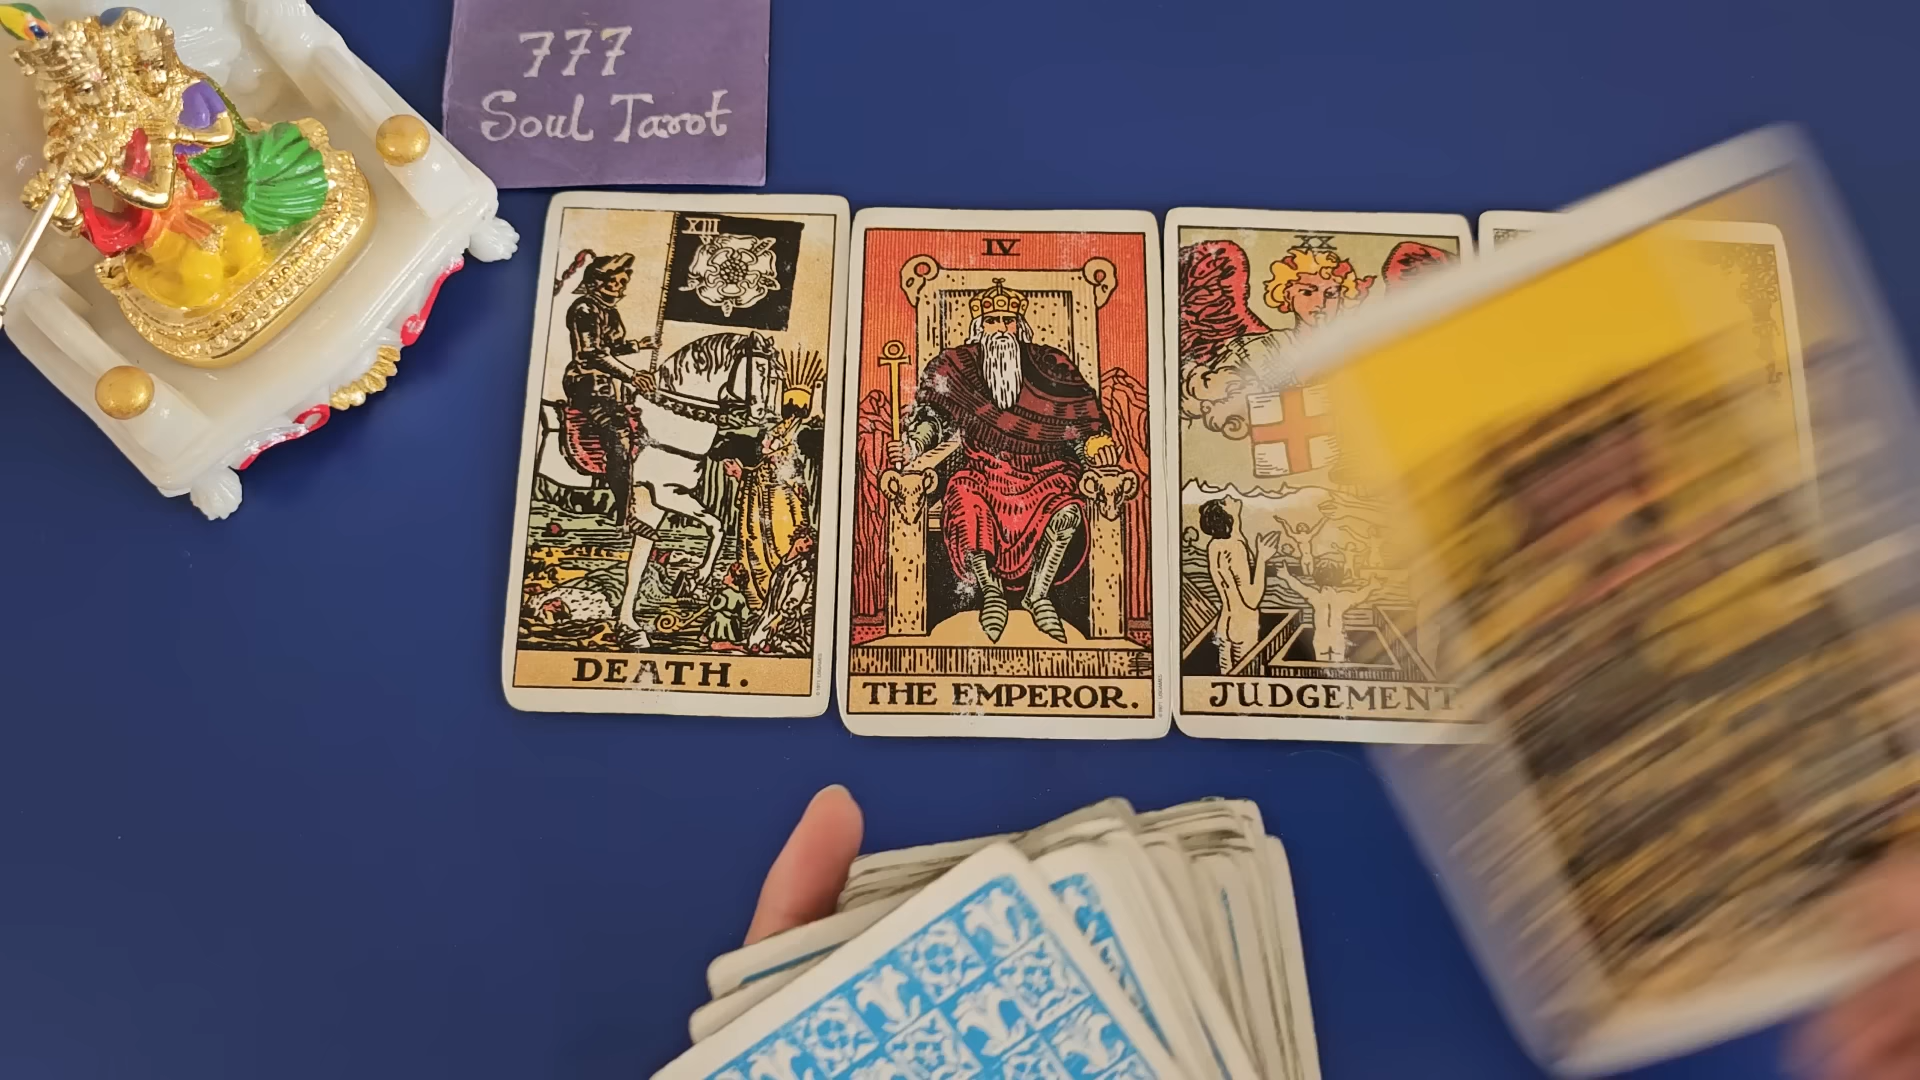 777
Soul Tarot
XIII
DEATH.
IV
THE EMPEROR.
XX
JUDGEMENT.